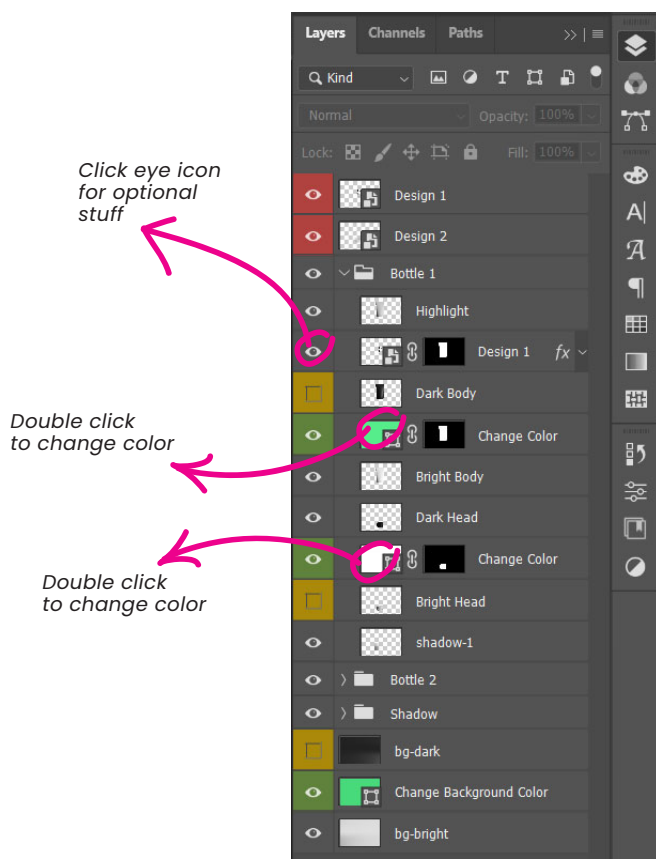 Layers Channels Paths
Kind
Normal Opacity: 100%
Lock: Fill: 100%
Click eye icon
for optional
stuff
Design 1
Design 2
Bottle 1
Highlight
Design 1 fx
Dark Body
Double click
to change color
Change Color
Bright Body
Dark Head
Change Color
Double click
to change color
Bright Head
shadow-1
Bottle 2
Shadow
bg-dark
Change Background Color
bg-bright